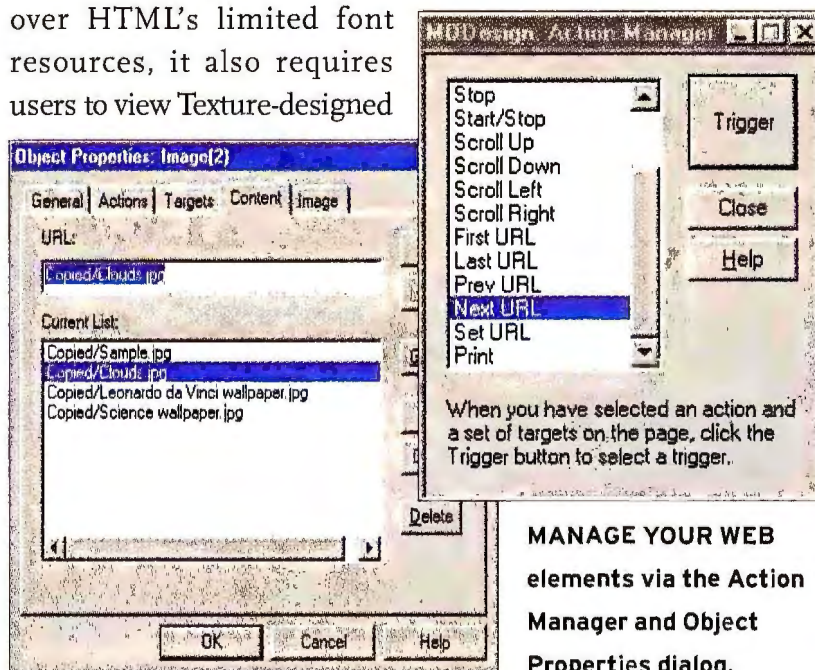 over HTML's limited font
resources, it also requires
users to view Texture-designed
Object Properties: Image(2)
General Actions Targets Content Image
URL:
Copied/Clouds.jpg
Current List:
Copied/Sample.jpg
Copied/Clouds.jpg
Copied/Leonardo da Vinci wallpaper.jpg
Copied/Science wallpaper.jpg
Delete
OK Cancel Help
MDDesign Action Manager
Stop
Start/Stop
Scroll Up
Scroll Down
Scroll Left
Scroll Right
First URL
Last URL
Prev URL
Next URL
Set URL
Print
Trigger
Close
Help
When you have selected an action and
a set of targets on the page, click the
Trigger button to select a trigger.
MANAGE YOUR WEB
elements via the Action
Manager and Object
Properties dialog.